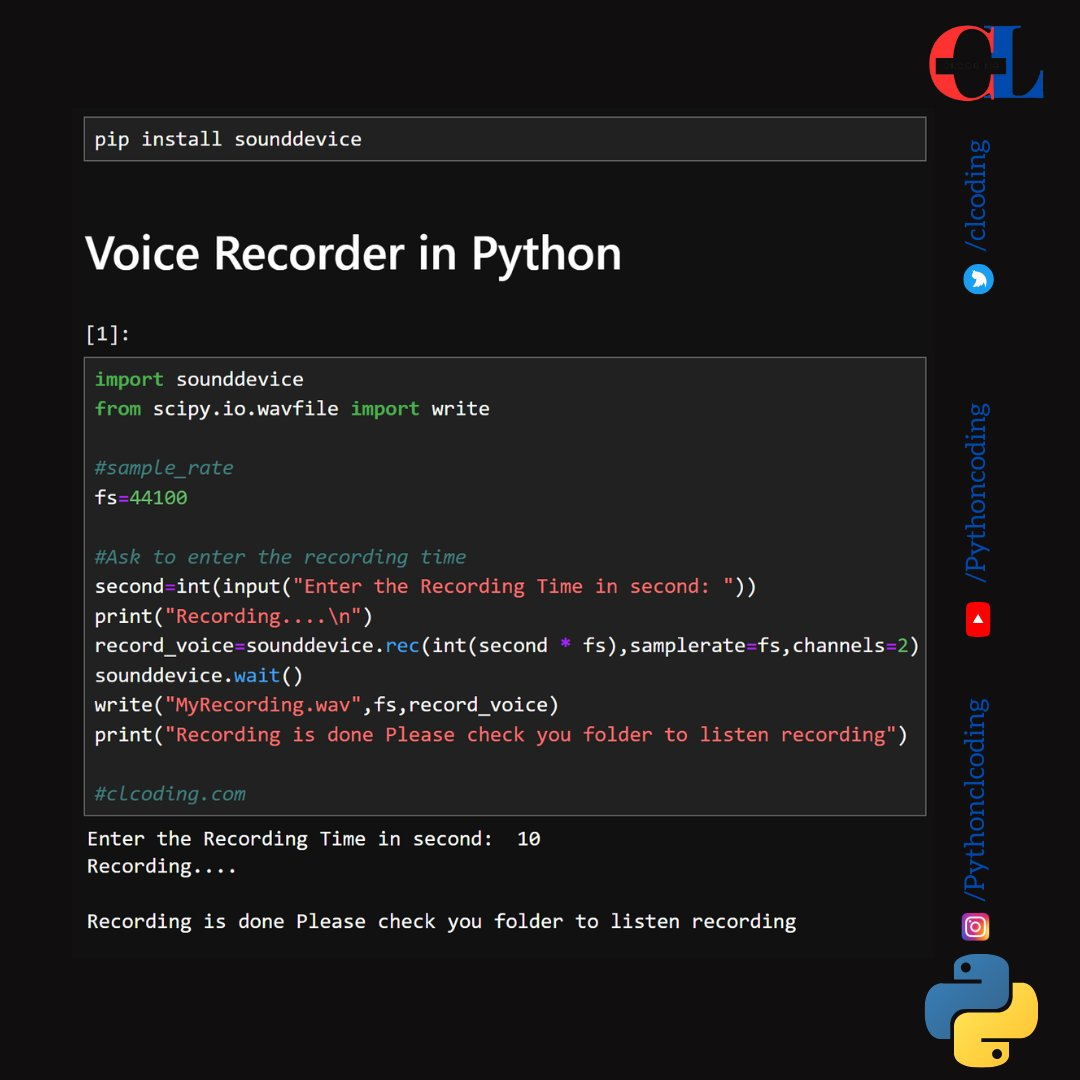 CL
pip install sounddevice
Voice Recorder in Python
[1]:
import sounddevice
from scipy.io.wavfile import write
#sample_rate
fs=44100
#Ask to enter the recording time
second=int(input("Enter the Recording Time in second: "))
print("Recording....\n")
record_voice=sounddevice.rec(int(second * fs),samplerate=fs,channels=2)
sounddevice.wait()
write("MyRecording.wav",fs,record_voice)
print("Recording is done Please check you folder to listen recording")
#clcoding.com
Enter the Recording Time in second:  10
Recording....
Recording is done Please check you folder to listen recording
/clcoding
/Pythoncoding
/Pythonclcoding